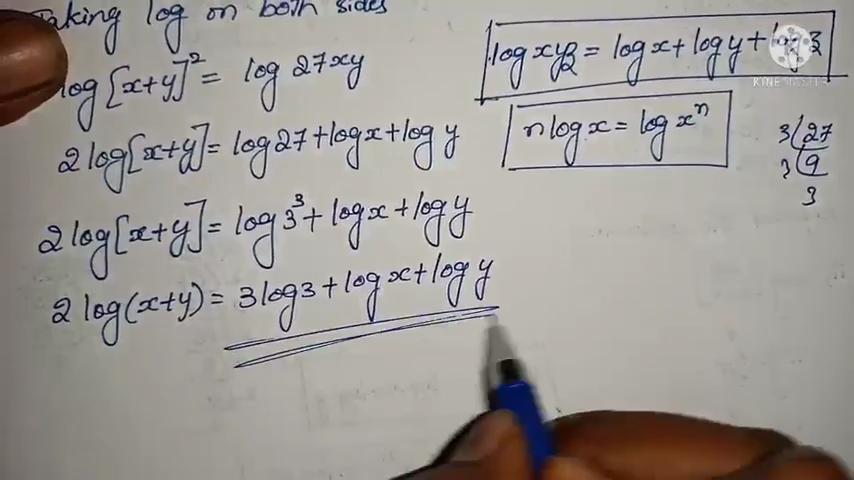 Taking log on both sides
log[x+y]² = log 27xy
2 log[x+y] = log 27 + log x + log y
2 log[x+y] = log 3³ + log x + log y
2 log(x+y) = 3 log 3 + log x + log y
log xyz = log x + log y + log z
n log x = log xⁿ
3 27
3 9
3
KINEMASTER